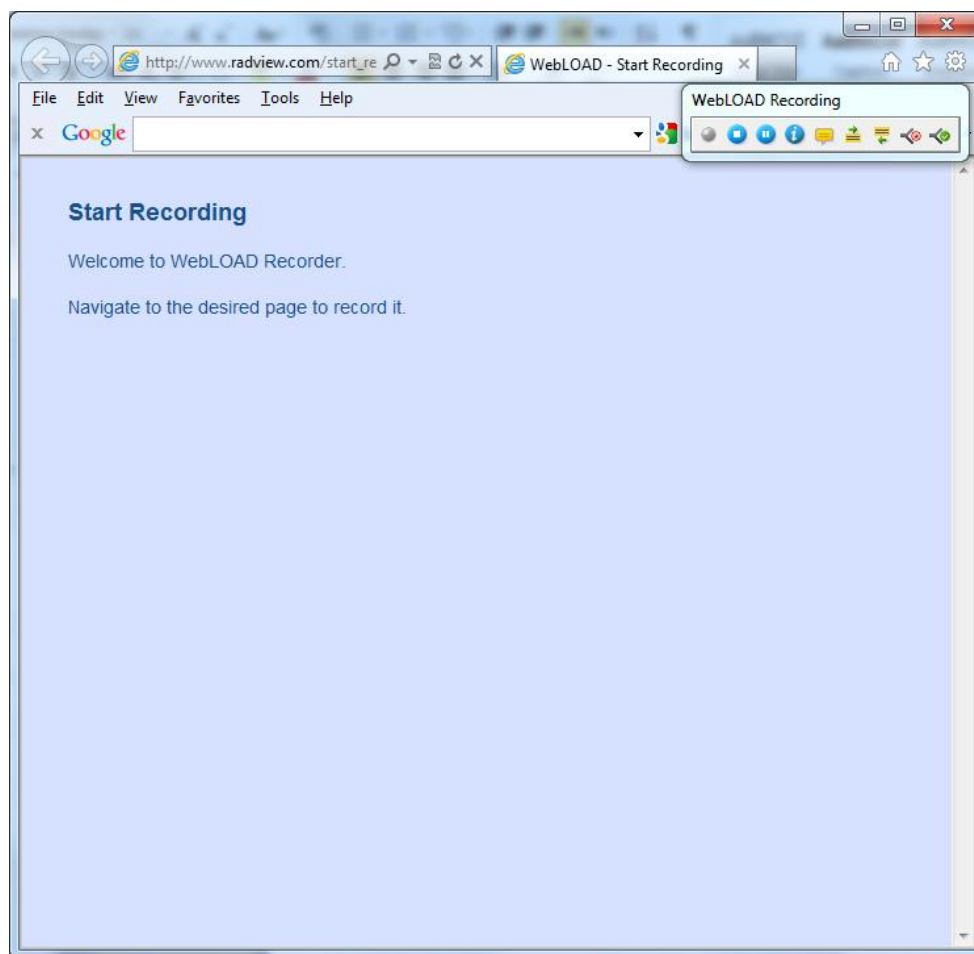 http://www.radview.com/start_re
WebLOAD - Start Recording
File Edit View Favorites Tools Help
WebLOAD Recording
x Google
Start Recording
Welcome to WebLOAD Recorder.
Navigate to the desired page to record it.